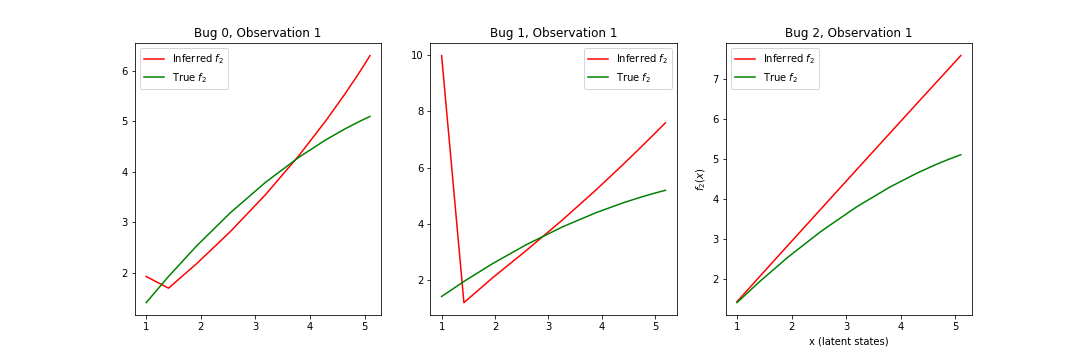 Bug 0, Observation 1
Inferred f₂
True f₂
6
5
4
3
2
1
2
3
4
5
Bug 1, Observation 1
Inferred f₂
True f₂
10
8
6
4
2
1
2
3
4
5
Bug 2, Observation 1
Inferred f₂
True f₂
f₂(x)
7
6
5
4
3
2
1
2
3
4
5
x (latent states)